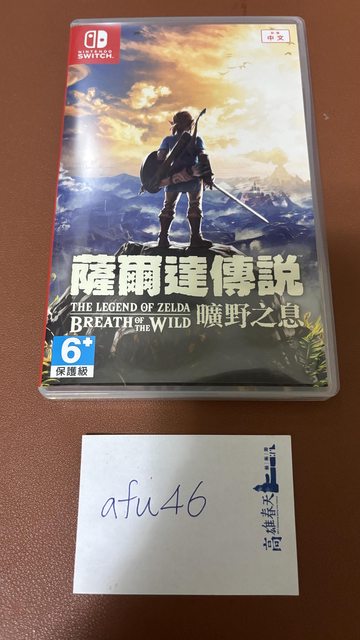 NINTENDO
SWITCH
中文
薩爾達傳說
THE LEGEND OF ZELDA
BREATH OF THE WILD
曠野之息
6+
保護級
afu46
高雄春天